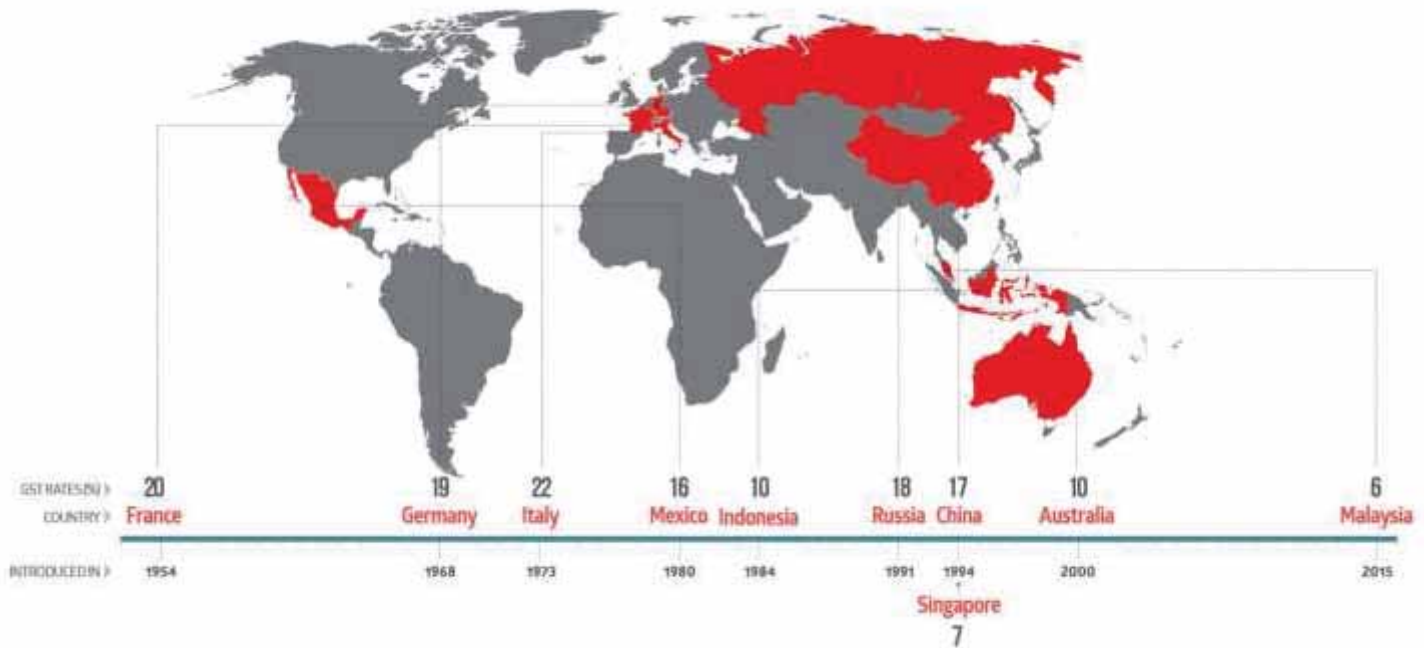 GST RATES(%) > 20 19 22 16 10 18 17 10 6
COUNTRY > France Germany Italy Mexico Indonesia Russia China Australia Malaysia
INTRODUCED IN > 1954 1968 1973 1980 1984 1991 1994 2000 2015
Singapore
7